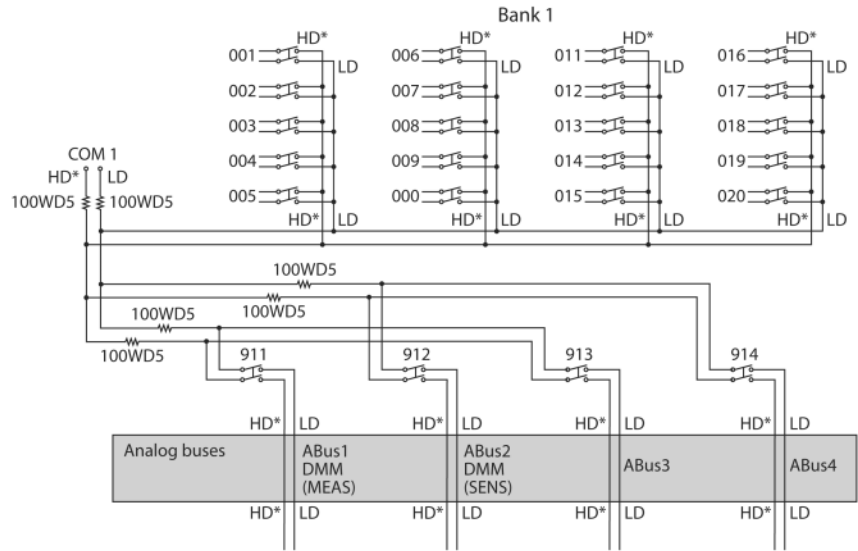 Bank 1
HD* HD* HD* HD*
001 006 011 016
LD LD LD LD
002 007 012 017
003 008 013 018
COM 1
004 009 014 019
HD* LD
100WD5 100WD5 005 000 015 020
HD* LD HD* LD HD* LD HD* LD
100WD5
100WD5
100WD5
100WD5
911 912 913 914
HD* LD HD* LD HD* LD HD* LD
Analog buses
ABus1
DMM
(MEAS)
ABus2
DMM
(SENS)
ABus3
ABus4
HD* LD HD* LD HD* LD HD* LD